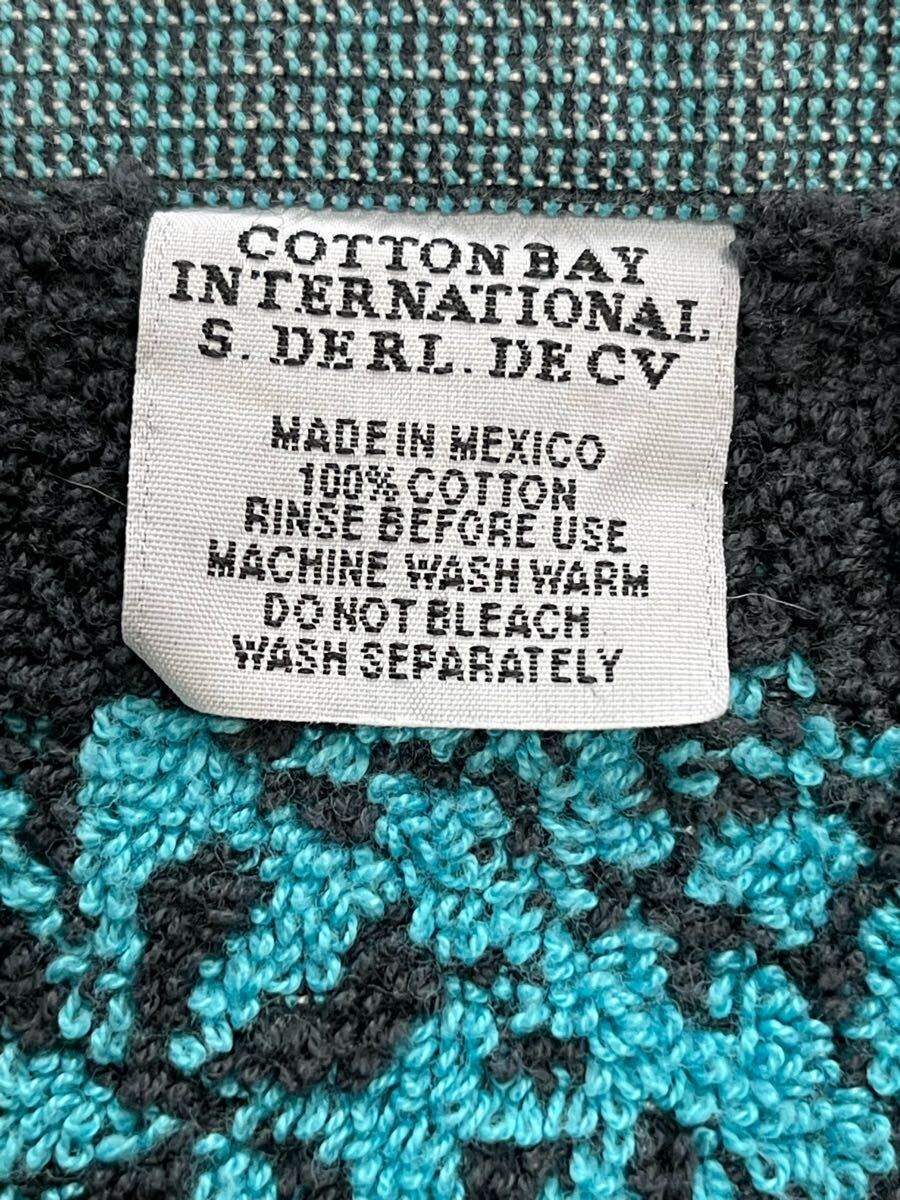 COTTON BAY
INTERNATIONAL
S. DE RL. DE CV
MADE IN MEXICO
100% COTTON
RINSE BEFORE USE
MACHINE WASH WARM
DO NOT BLEACH
WASH SEPARATELY